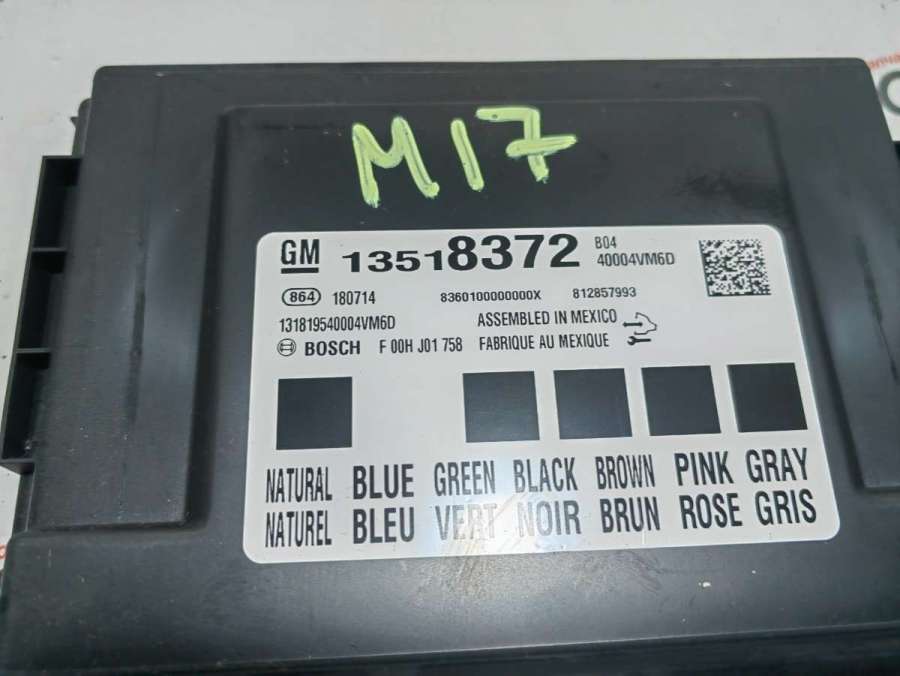 M17
GM 13518372 B04
40004VM6D
864 180714 8360100000000X 812857993
131819540004VM6D ASSEMBLED IN MEXICO
BOSCH F 00H J01 758 FABRIQUE AU MEXIQUE
NATURAL BLUE GREEN BLACK BROWN PINK GRAY
NATUREL BLEU VERT NOIR BRUN ROSE GRIS